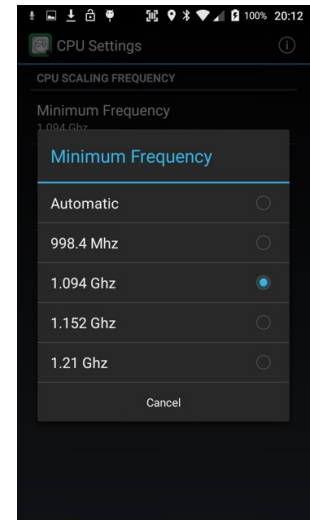 100% 20:12
CPU Settings
CPU SCALING FREQUENCY
Minimum Frequency
1.094 Ghz
Minimum Frequency
Automatic
998.4 Mhz
1.094 Ghz
1.152 Ghz
1.21 Ghz
Cancel